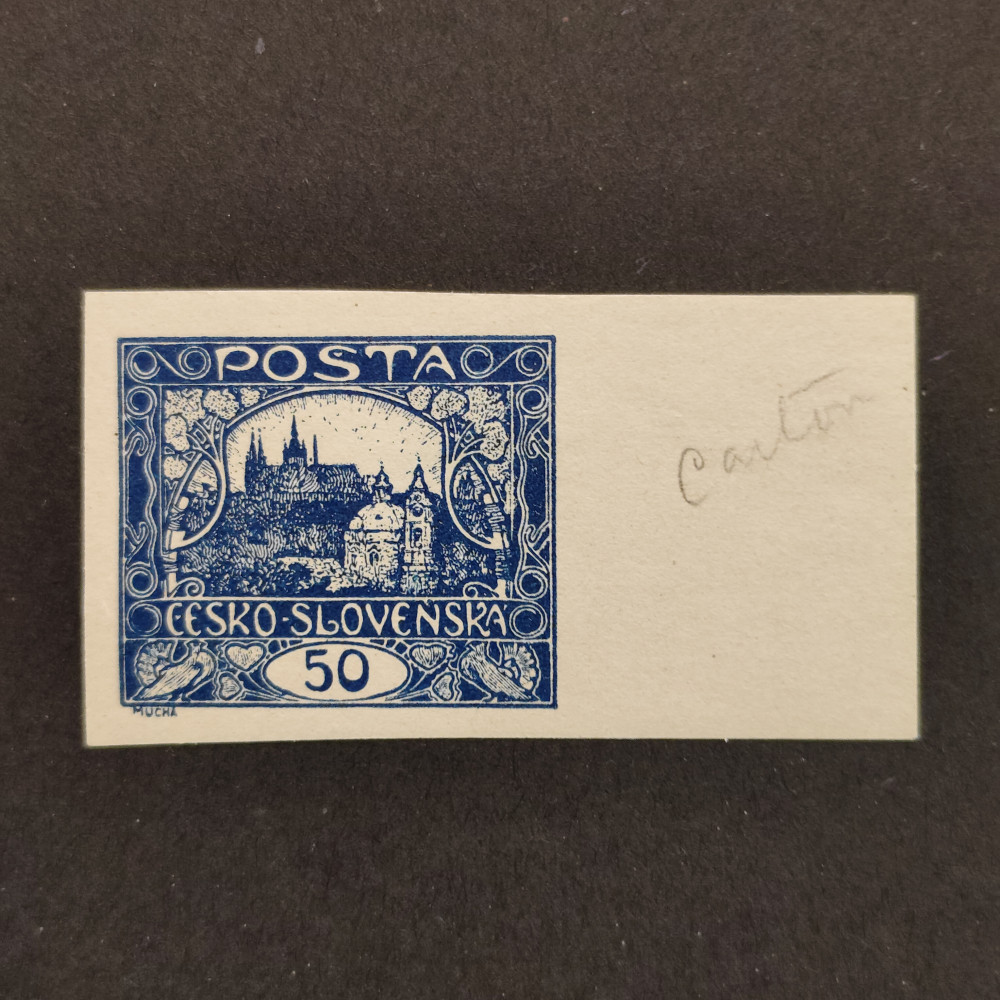 POSTA
ČESKO-SLOVENSKÁ
50
MUCHA
Carton